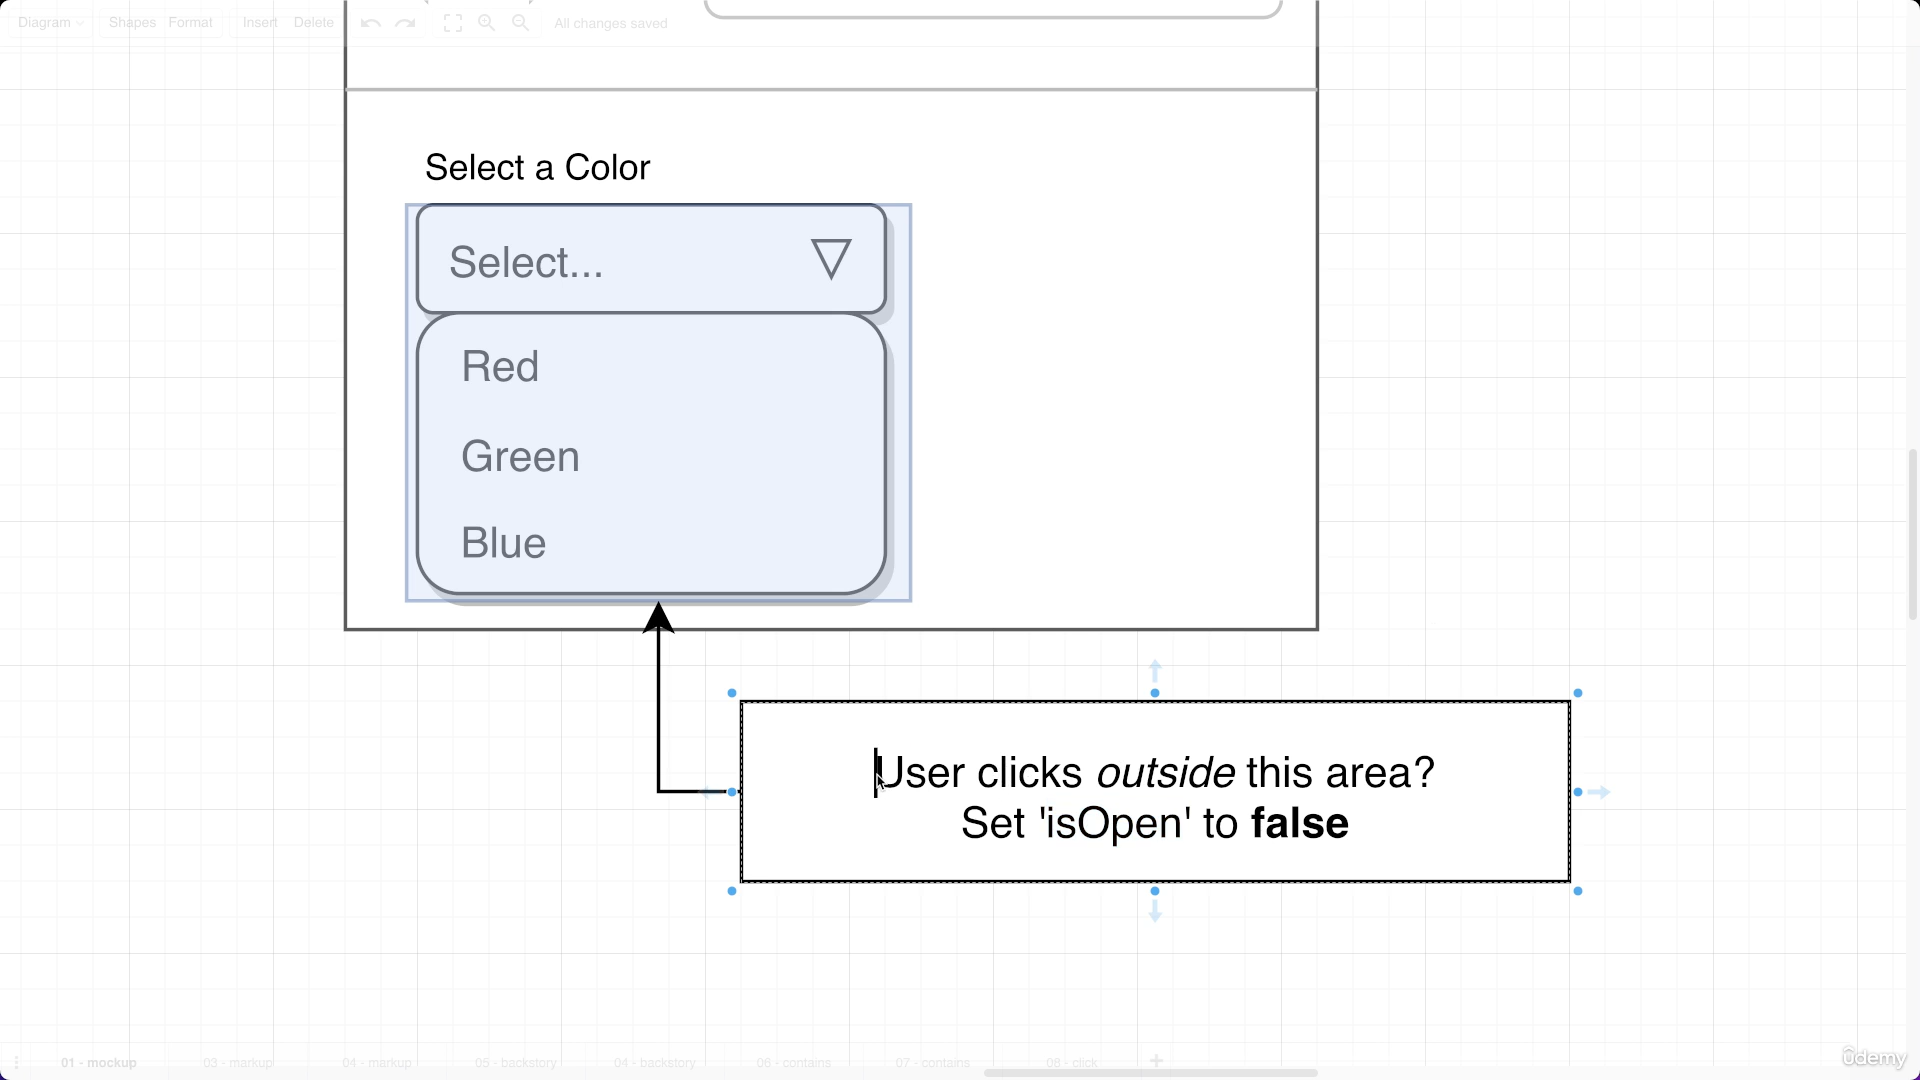 Diagram Shapes Format Insert Delete All changes saved
Select a Color
Select...
Red
Green
Blue
User clicks outside this area?
Set 'isOpen' to false
01 - mockup 03 - markup 04 - markup 05 - backstory 04 - backstory 06 - contains 07 - contains 08 - click
ûdemy